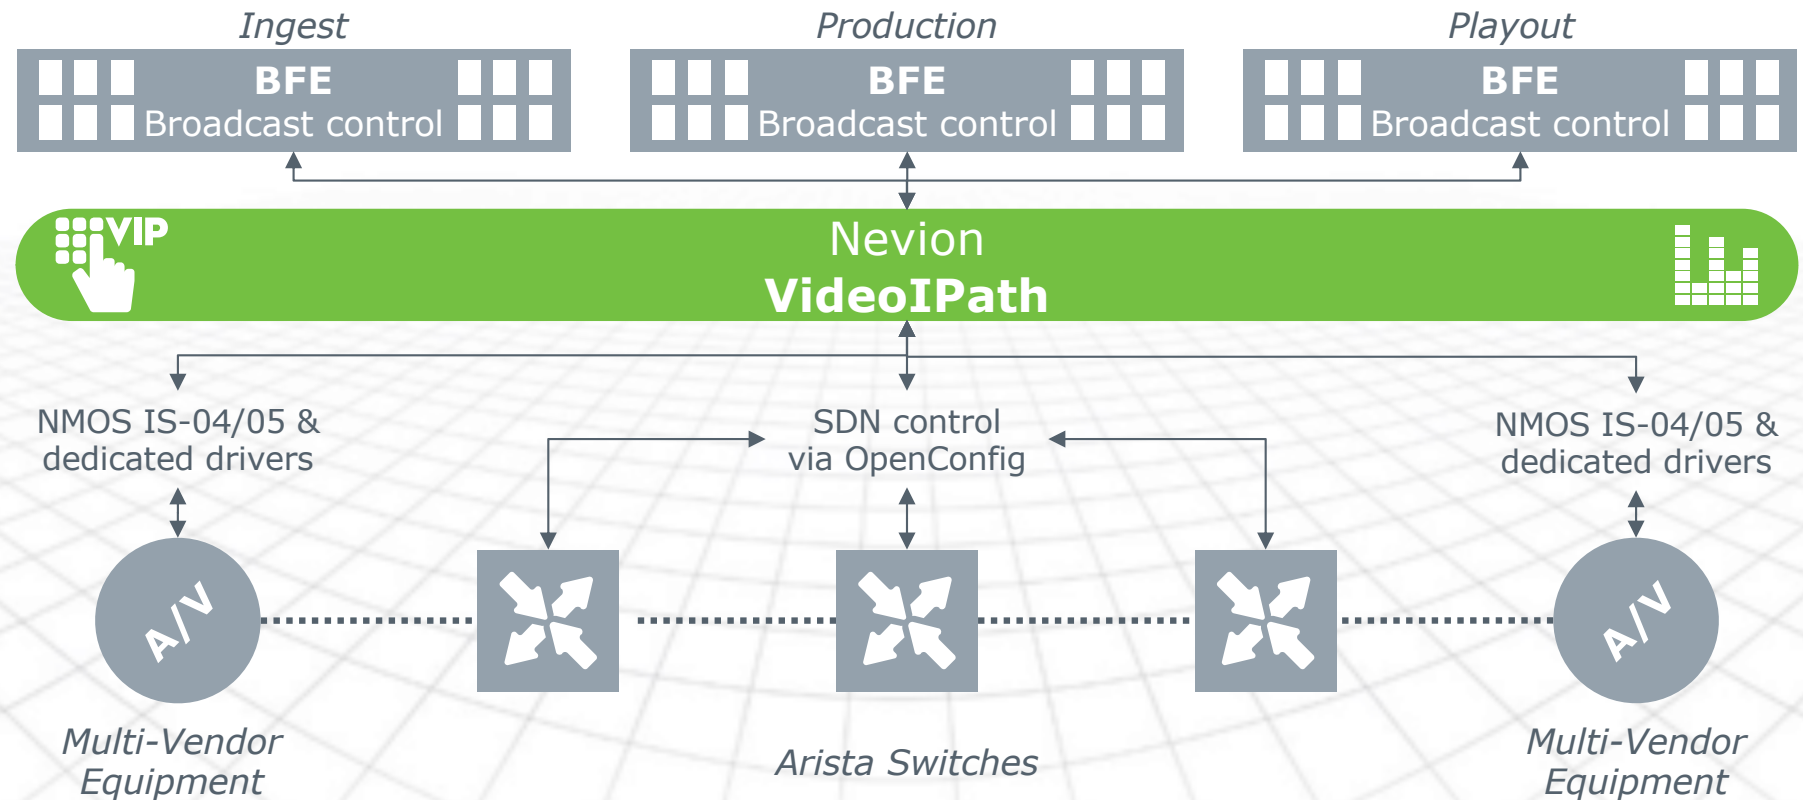 Ingest
Production
Playout
BFE
Broadcast control
BFE
Broadcast control
BFE
Broadcast control
VIP
Nevion
VideoIPath
NMOS IS-04/05 &
dedicated drivers
SDN control
via OpenConfig
NMOS IS-04/05 &
dedicated drivers
A/V
A/V
Multi-Vendor
Equipment
Arista Switches
Multi-Vendor
Equipment